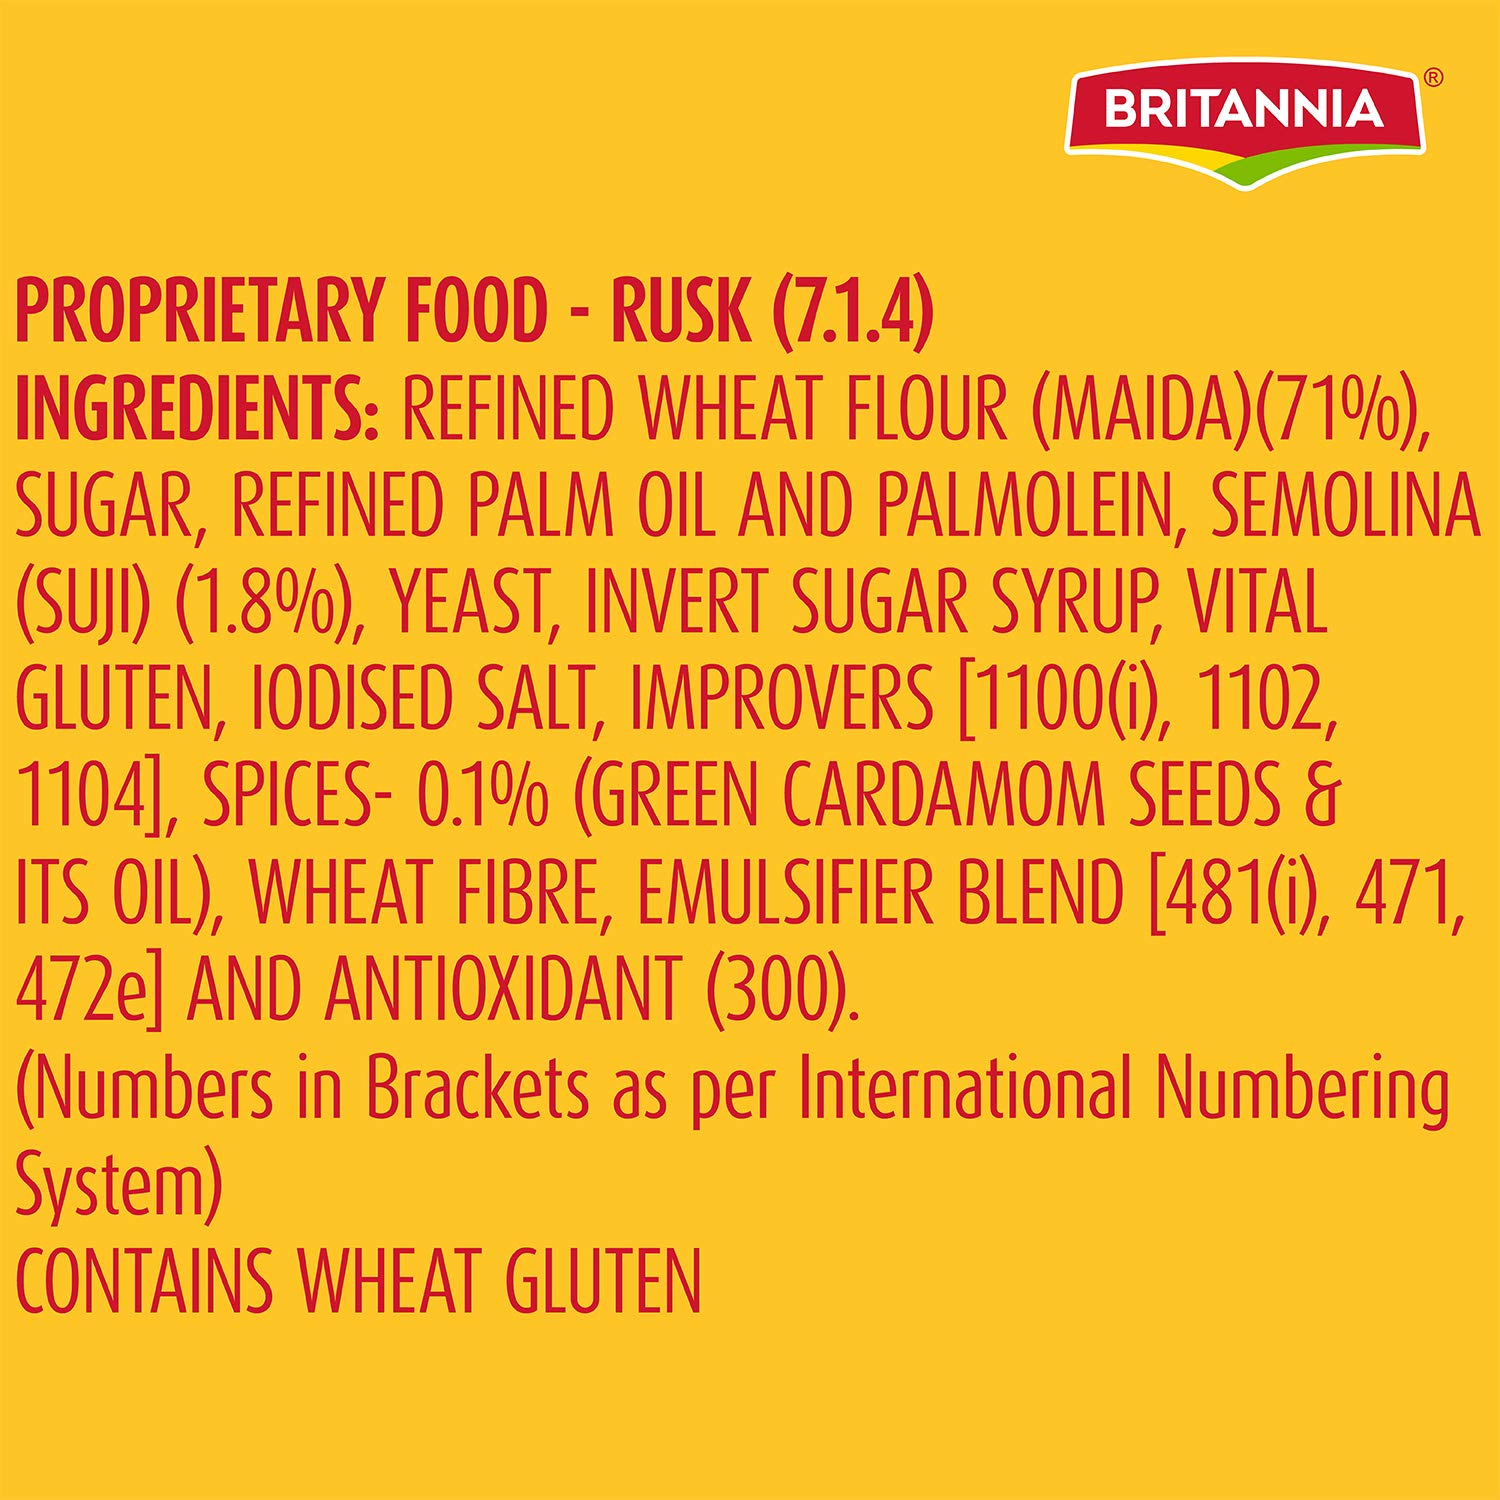 BRITANNIA®
PROPRIETARY FOOD - RUSK (7.1.4)
INGREDIENTS: REFINED WHEAT FLOUR (MAIDA)(71%),
SUGAR, REFINED PALM OIL AND PALMOLEIN, SEMOLINA
(SUJI) (1.8%), YEAST, INVERT SUGAR SYRUP, VITAL
GLUTEN, IODISED SALT, IMPROVERS [1100(i), 1102,
1104], SPICES- 0.1% (GREEN CARDAMOM SEEDS &
ITS OIL), WHEAT FIBRE, EMULSIFIER BLEND [481(i), 471,
472e] AND ANTIOXIDANT (300).
(Numbers in Brackets as per International Numbering
System)
CONTAINS WHEAT GLUTEN